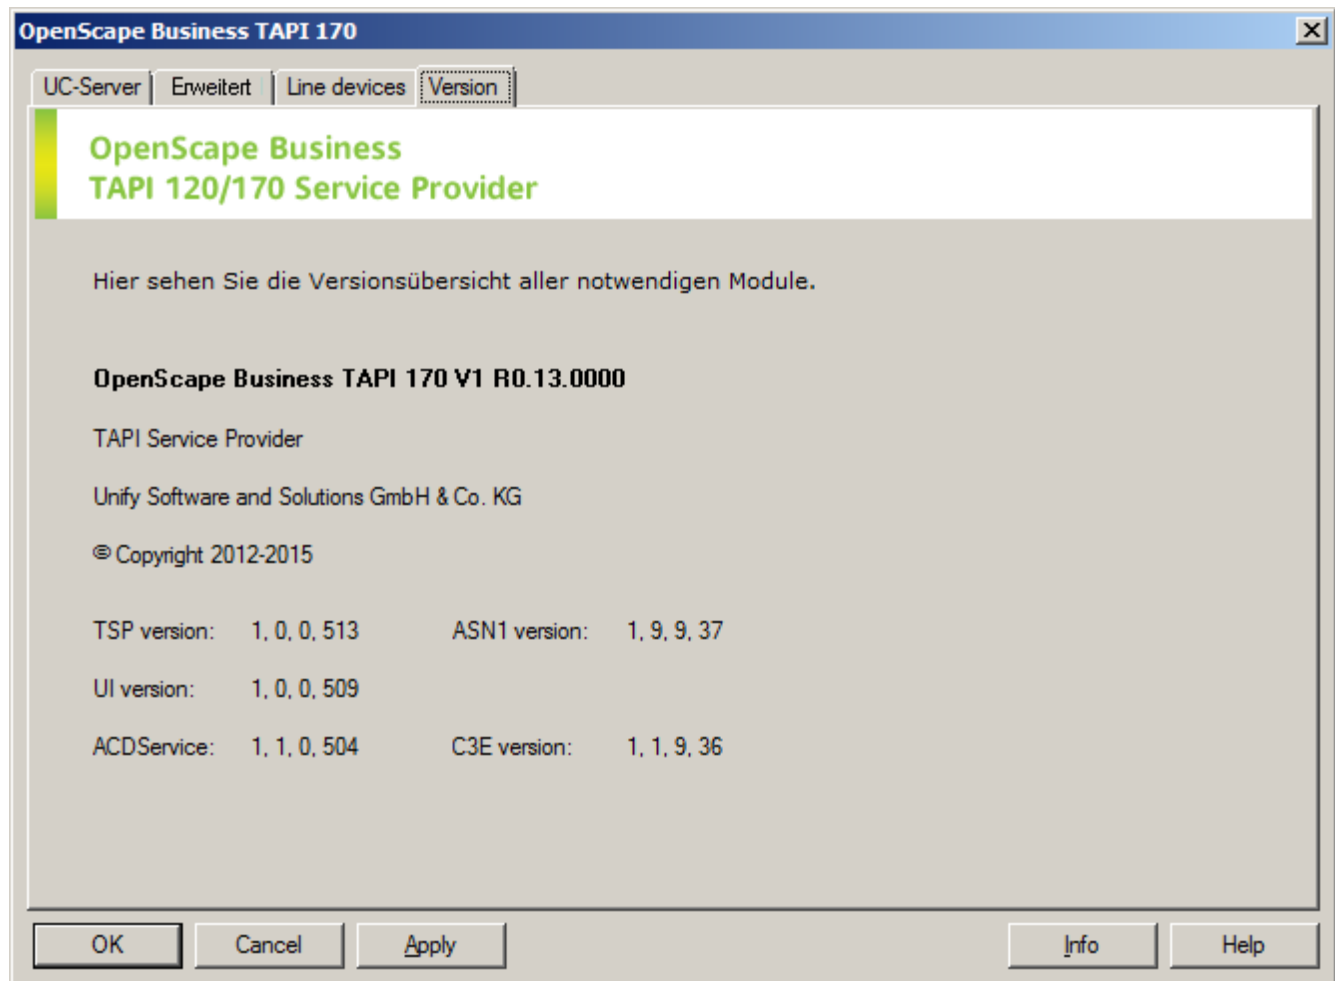 OpenScape Business TAPI 170
UC-Server Erweitert Line devices Version
OpenScape Business
TAPI 120/170 Service Provider
Hier sehen Sie die Versionsübersicht aller notwendigen Module.
OpenScape Business TAPI 170 V1 R0.13.0000
TAPI Service Provider
Unify Software and Solutions GmbH & Co. KG
© Copyright 2012-2015
TSP version: 1, 0, 0, 513 ASN1 version: 1, 9, 9, 37
UI version: 1, 0, 0, 509
ACDService: 1, 1, 0, 504 C3E version: 1, 1, 9, 36
OK Cancel Apply Info Help